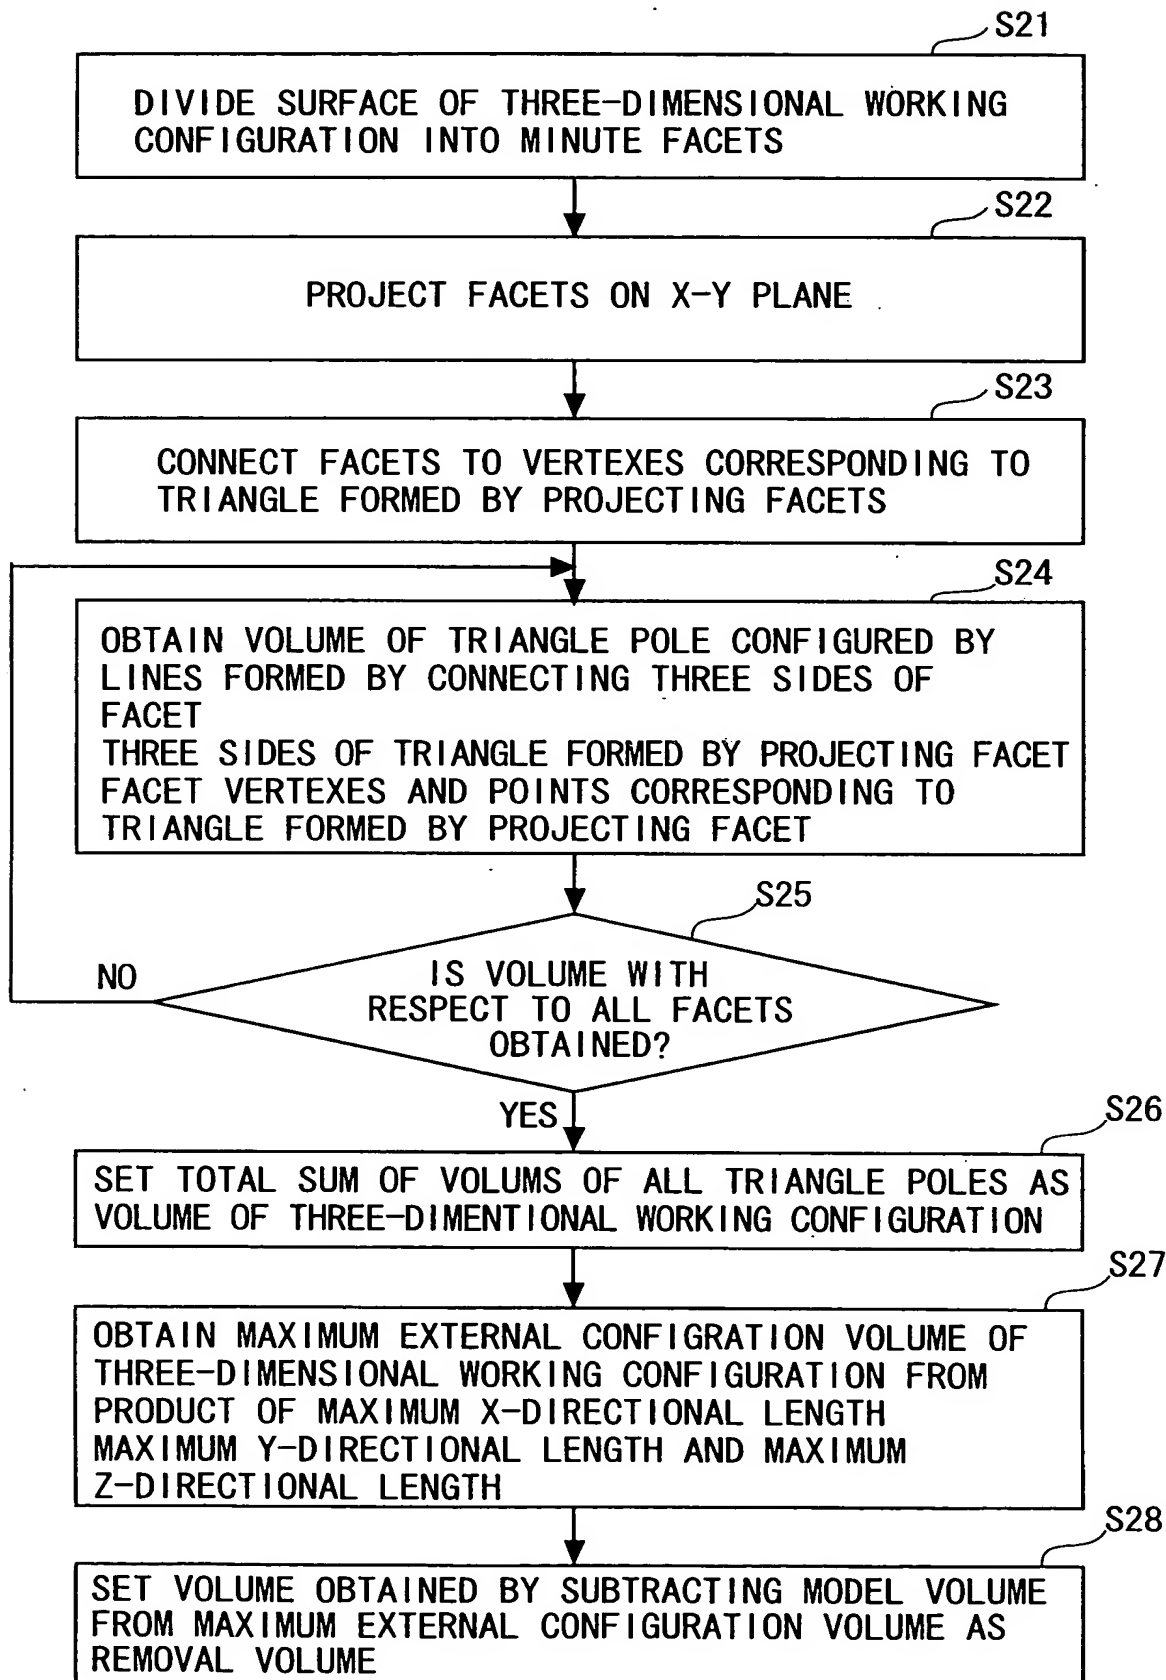 S21
DIVIDE SURFACE OF THREE-DIMENSIONAL WORKING
CONFIGURATION INTO MINUTE FACETS
S22
PROJECT FACETS ON X-Y PLANE
S23
CONNECT FACETS TO VERTEXES CORRESPONDING TO
TRIANGLE FORMED BY PROJECTING FACETS
S24
OBTAIN VOLUME OF TRIANGLE POLE CONFIGURED BY
LINES FORMED BY CONNECTING THREE SIDES OF
FACET
THREE SIDES OF TRIANGLE FORMED BY PROJECTING FACET
FACET VERTEXES AND POINTS CORRESPONDING TO
TRIANGLE FORMED BY PROJECTING FACET
S25
NO
IS VOLUME WITH
RESPECT TO ALL FACETS
OBTAINED?
YES
S26
SET TOTAL SUM OF VOLUMS OF ALL TRIANGLE POLES AS
VOLUME OF THREE-DIMENTIONAL WORKING CONFIGURATION
S27
OBTAIN MAXIMUM EXTERNAL CONFIGRATION VOLUME OF
THREE-DIMENSIONAL WORKING CONFIGURATION FROM
PRODUCT OF MAXIMUM X-DIRECTIONAL LENGTH
MAXIMUM Y-DIRECTIONAL LENGTH AND MAXIMUM
Z-DIRECTIONAL LENGTH
S28
SET VOLUME OBTAINED BY SUBTRACTING MODEL VOLUME
FROM MAXIMUM EXTERNAL CONFIGURATION VOLUME AS
REMOVAL VOLUME